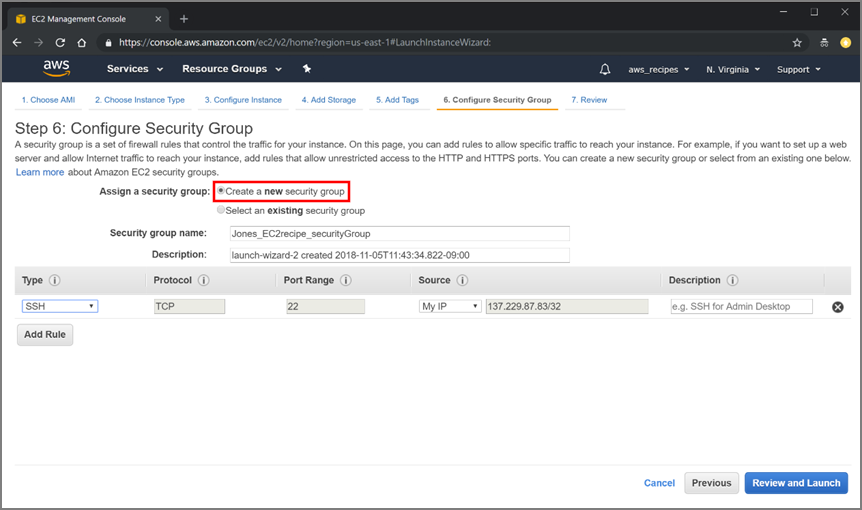 EC2 Management Console
https://console.aws.amazon.com/ec2/v2/home?region=us-east-1#LaunchInstanceWizard:
aws Services Resource Groups aws_recipes N. Virginia Support
1. Choose AMI 2. Choose Instance Type 3. Configure Instance 4. Add Storage 5. Add Tags 6. Configure Security Group 7. Review
Step 6: Configure Security Group
A security group is a set of firewall rules that control the traffic for your instance. On this page, you can add rules to allow specific traffic to reach your instance. For example, if you want to set up a web
server and allow Internet traffic to reach your instance, add rules that allow unrestricted access to the HTTP and HTTPS ports. You can create a new security group or select from an existing one below.
Learn more about Amazon EC2 security groups.
Assign a security group: Create a new security group
Select an existing security group
Security group name: Jones_EC2recipe_securityGroup
Description: launch-wizard-2 created 2018-11-05T11:43:34.822-09:00
Type Protocol Port Range Source Description
SSH TCP 22 My IP 137.229.87.83/32 e.g. SSH for Admin Desktop
Add Rule
Cancel Previous Review and Launch